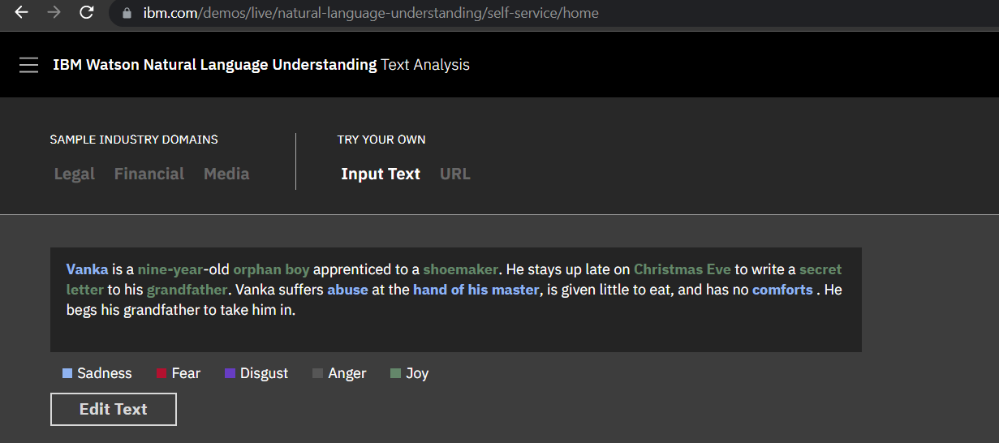 ibm.com/demos/live/natural-language-understanding/self-service/home
IBM Watson Natural Language Understanding Text Analysis
SAMPLE INDUSTRY DOMAINS
Legal Financial Media
TRY YOUR OWN
Input Text URL
Vanka is a nine-year-old orphan boy apprenticed to a shoemaker. He stays up late on Christmas Eve to write a secret
letter to his grandfather. Vanka suffers abuse at the hand of his master, is given little to eat, and has no comforts . He
begs his grandfather to take him in.
Sadness Fear Disgust Anger Joy
Edit Text